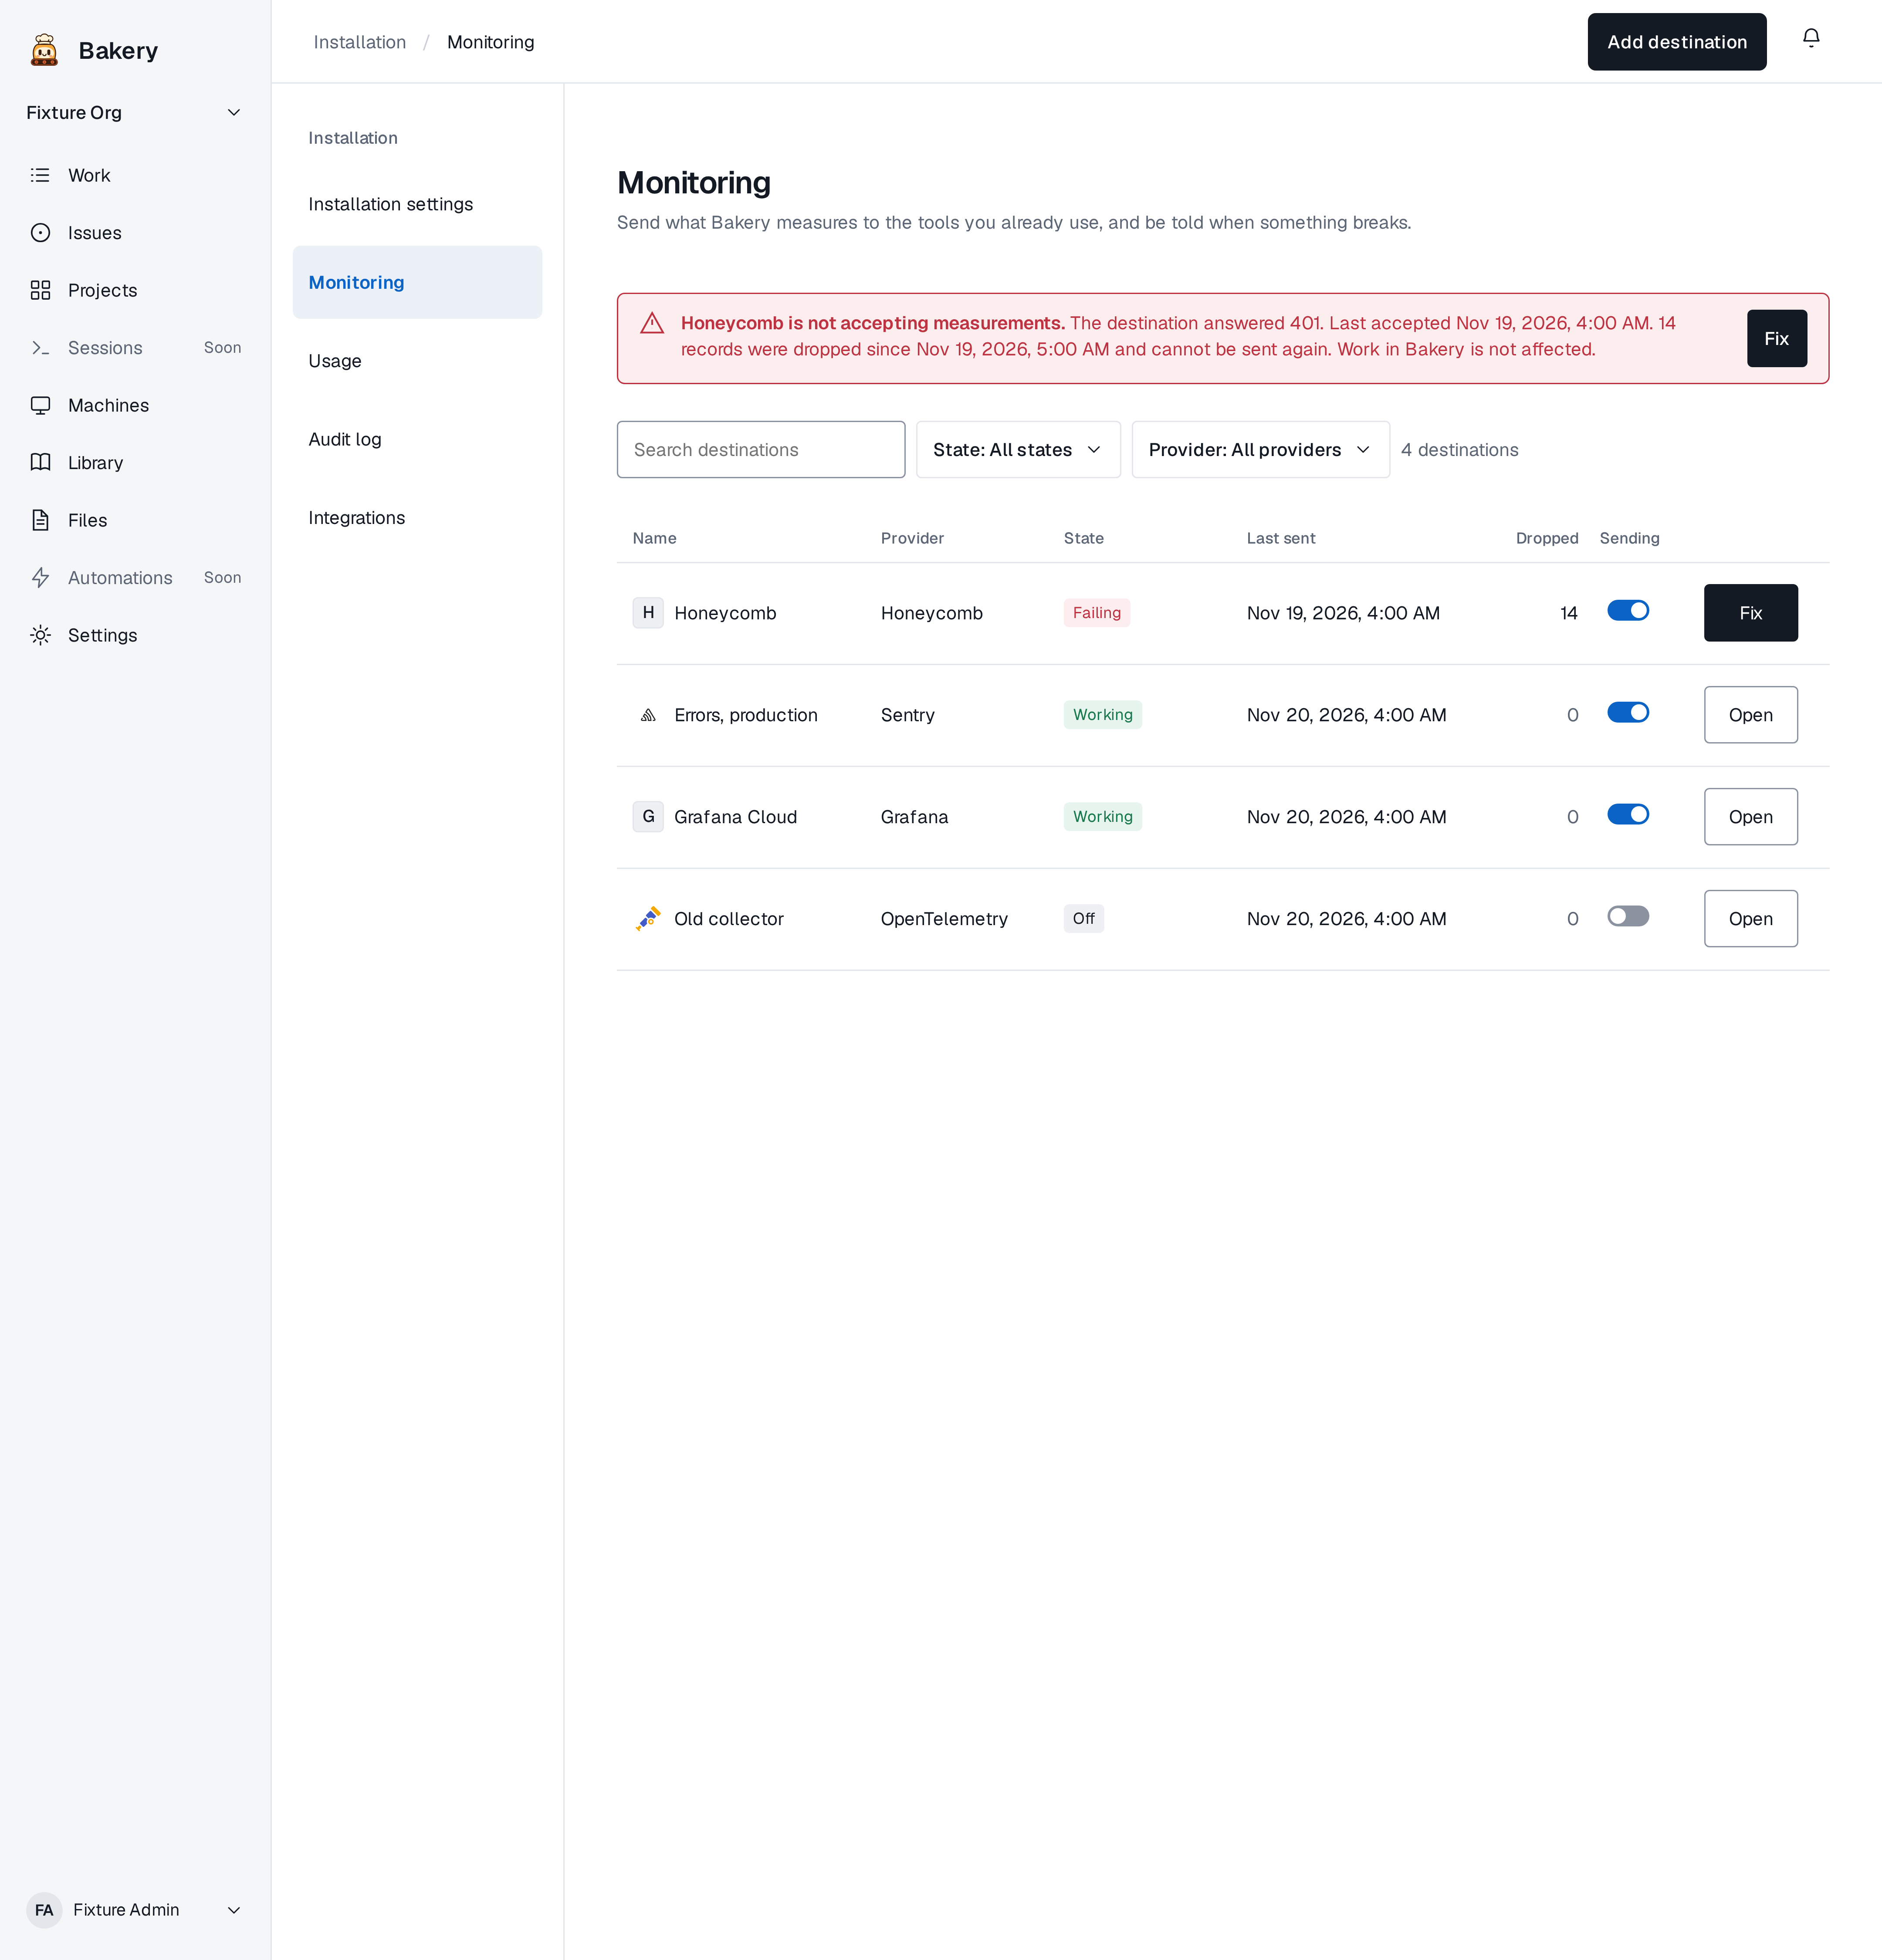 Bakery
Fixture Org
Work
Issues
Projects
Sessions Soon
Machines
Library
Files
Automations Soon
Settings
FA Fixture Admin
Installation / Monitoring
Add destination
Installation
Installation settings
Monitoring
Usage
Audit log
Integrations
Monitoring
Send what Bakery measures to the tools you already use, and be told when something breaks.
Honeycomb is not accepting measurements. The destination answered 401. Last accepted Nov 19, 2026, 4:00 AM. 14
records were dropped since Nov 19, 2026, 5:00 AM and cannot be sent again. Work in Bakery is not affected.
Fix
Search destinations State: All states Provider: All providers 4 destinations
Name Provider State Last sent Dropped Sending
H Honeycomb Honeycomb Failing Nov 19, 2026, 4:00 AM 14 Fix
Errors, production Sentry Working Nov 20, 2026, 4:00 AM 0 Open
G Grafana Cloud Grafana Working Nov 20, 2026, 4:00 AM 0 Open
Old collector OpenTelemetry Off Nov 20, 2026, 4:00 AM 0 Open